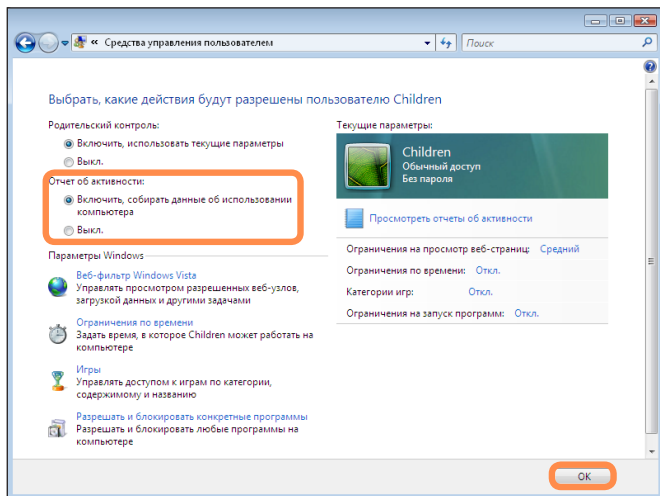 « Средства управления пользователем
Поиск
Выбрать, какие действия будут разрешены пользователю Children
Родительский контроль:
Включить, использовать текущие параметры
Выкл.
Отчет об активности:
Включить, собирать данные об использовании
компьютера
Выкл.
Параметры Windows
Веб-фильтр Windows Vista
Управлять просмотром разрешенных веб-узлов,
загрузкой данных и другими задачами
Ограничения по времени
Задать время, в которое Children может работать на
компьютере
Игры
Управлять доступом к играм по категории,
содержимому и названию
Разрешать и блокировать конкретные программы
Разрешать и блокировать любые программы на
компьютере
Текущие параметры:
Children
Обычный доступ
Без пароля
Просмотреть отчеты об активности
Ограничения на просмотр веб-страниц: Средний
Ограничения по времени: Откл.
Категории игр: Откл.
Ограничения на запуск программ: Откл.
OK